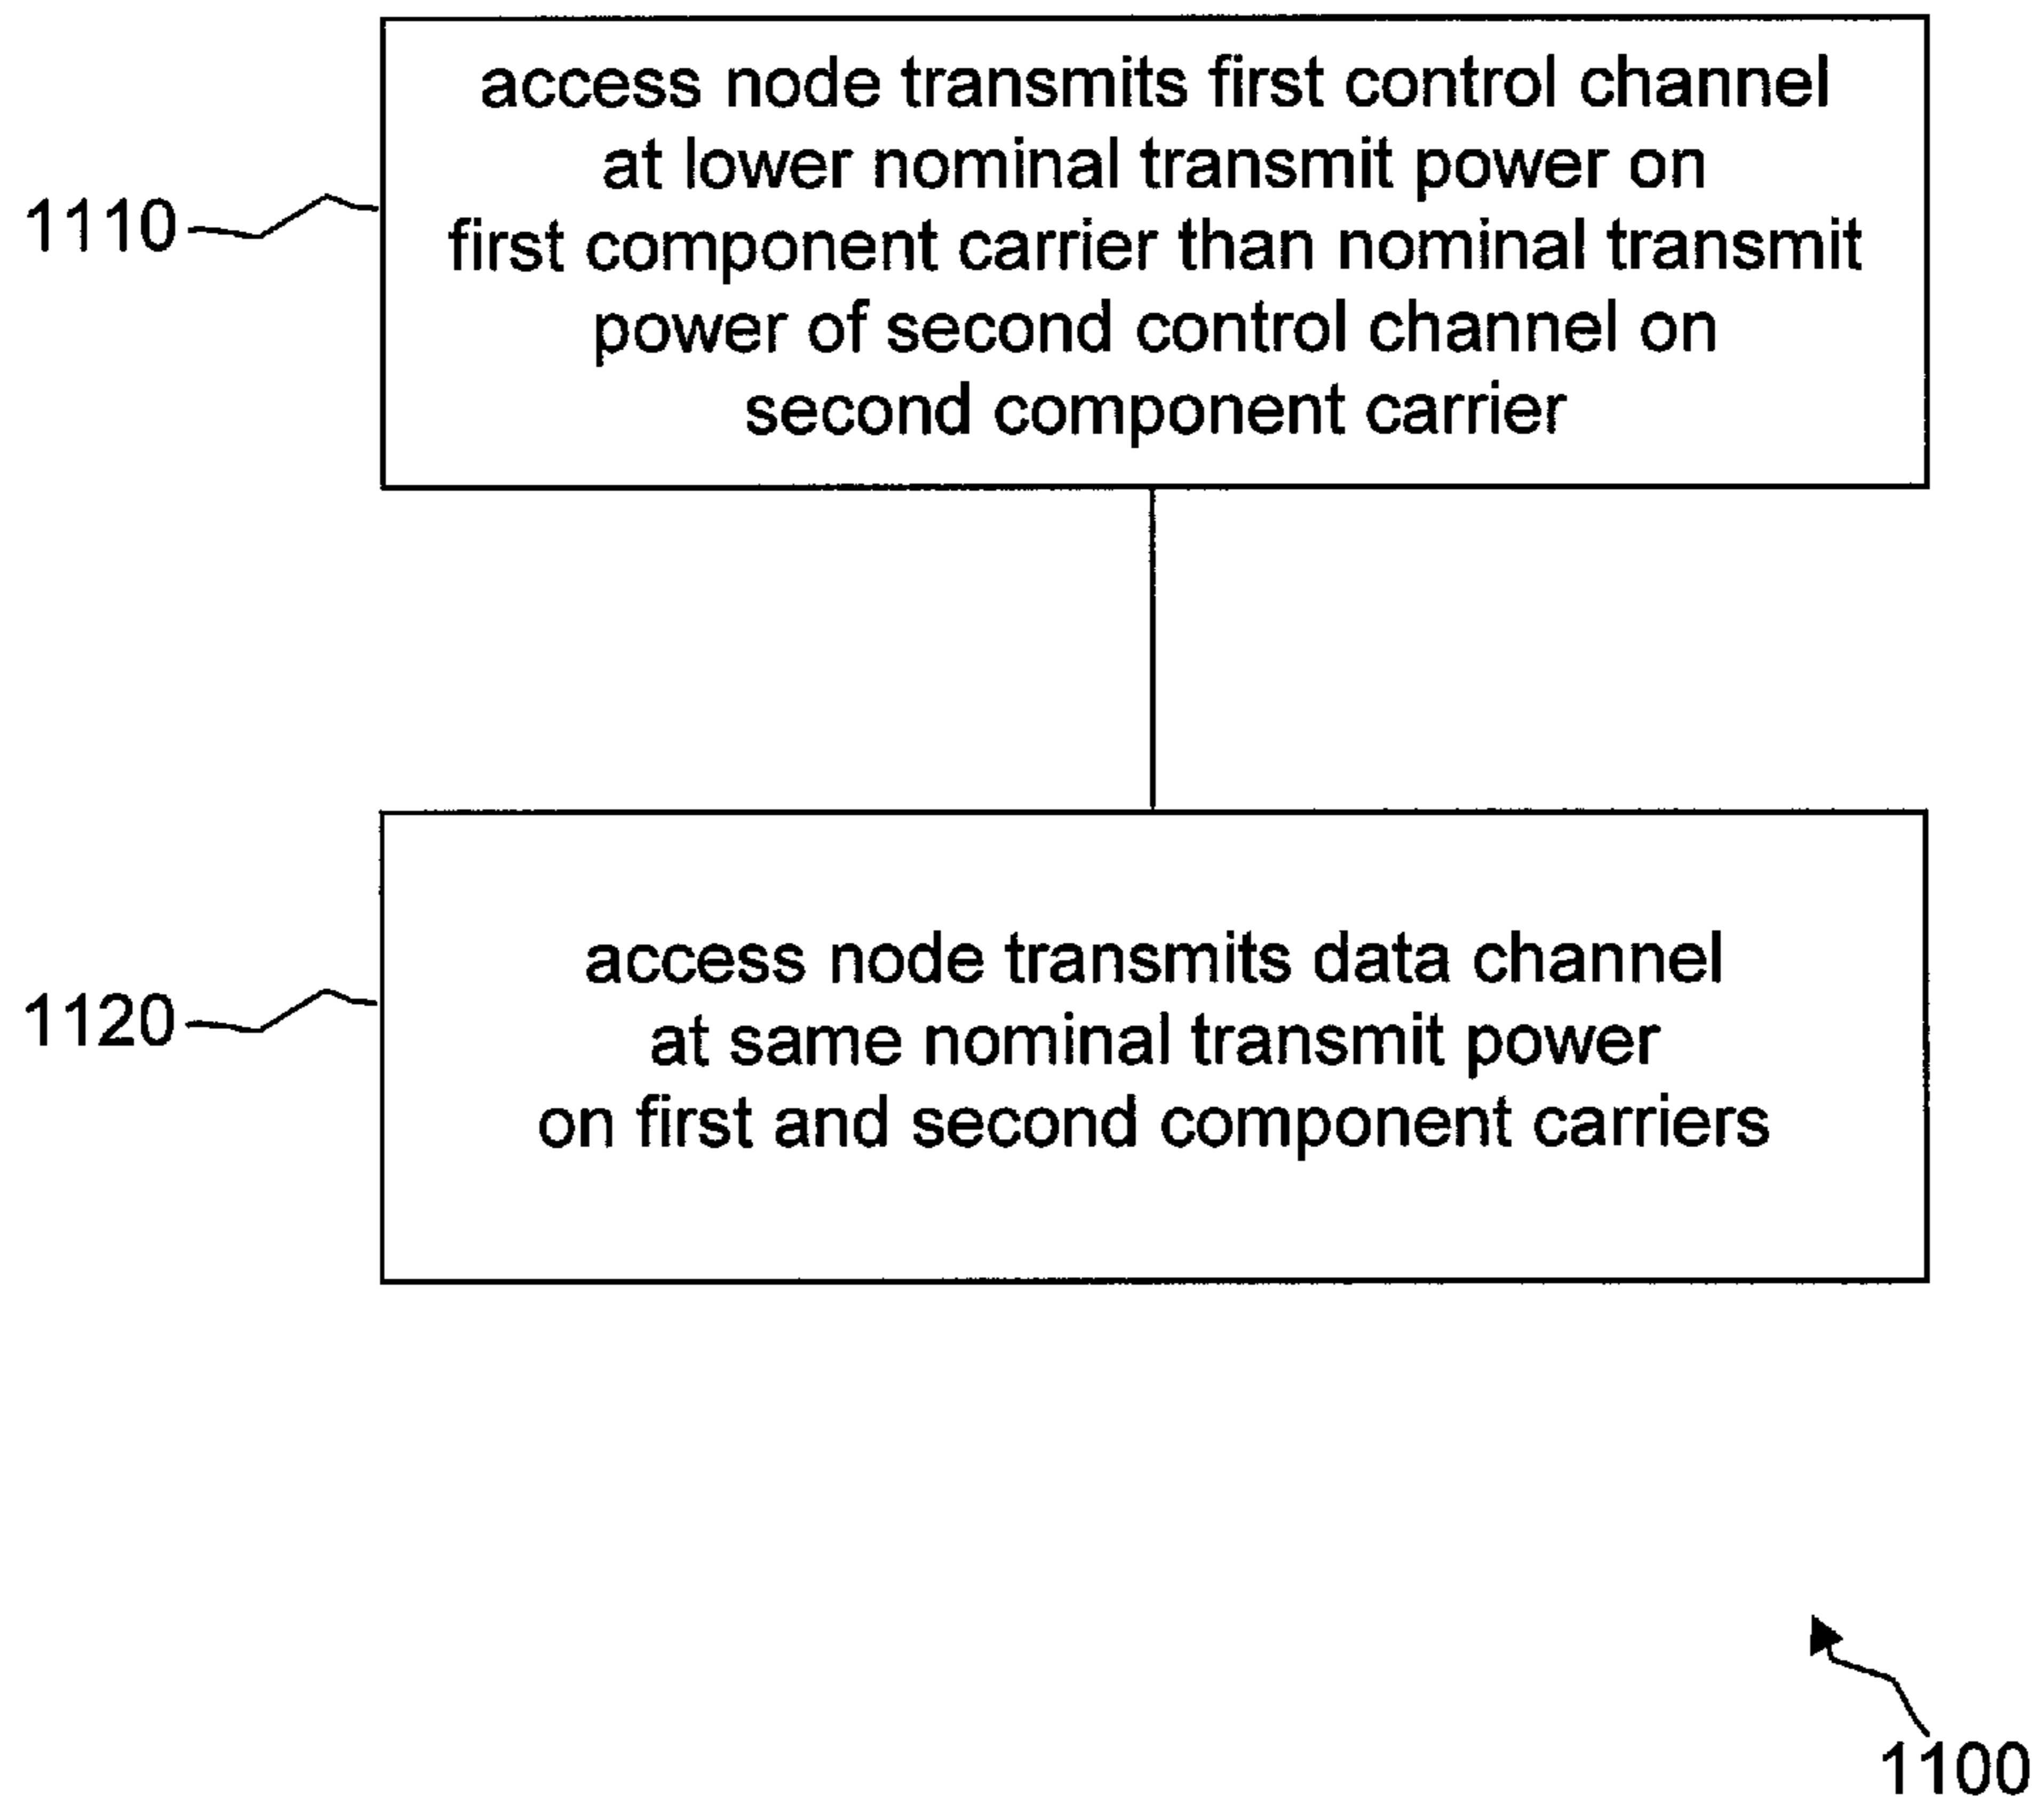 access node transmits first control channel
at lower nominal transmit power on
1110
first component carrier than nominal transmit
power of second control channel on
second component carrier
access node transmits data channel
1120
at same nominal transmit power
on first and second component carriers
1100